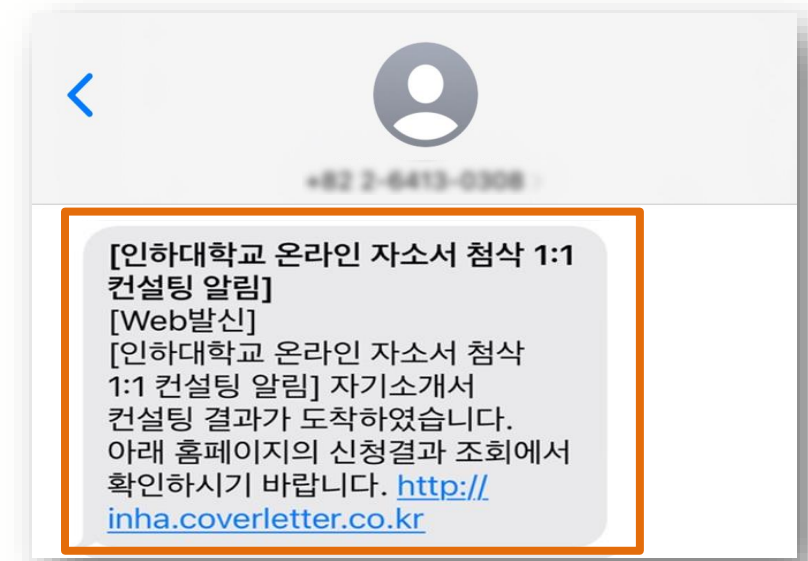 +82 2-6413-0308
[인하대학교 온라인 자소서 첨삭 1:1
컨설팅 알림]
[Web발신]
[인하대학교 온라인 자소서 첨삭
1:1 컨설팅 알림] 자기소개서
컨설팅 결과가 도착하였습니다.
아래 홈페이지의 신청결과 조회에서
확인하시기 바랍니다. http://
inha.coverletter.co.kr